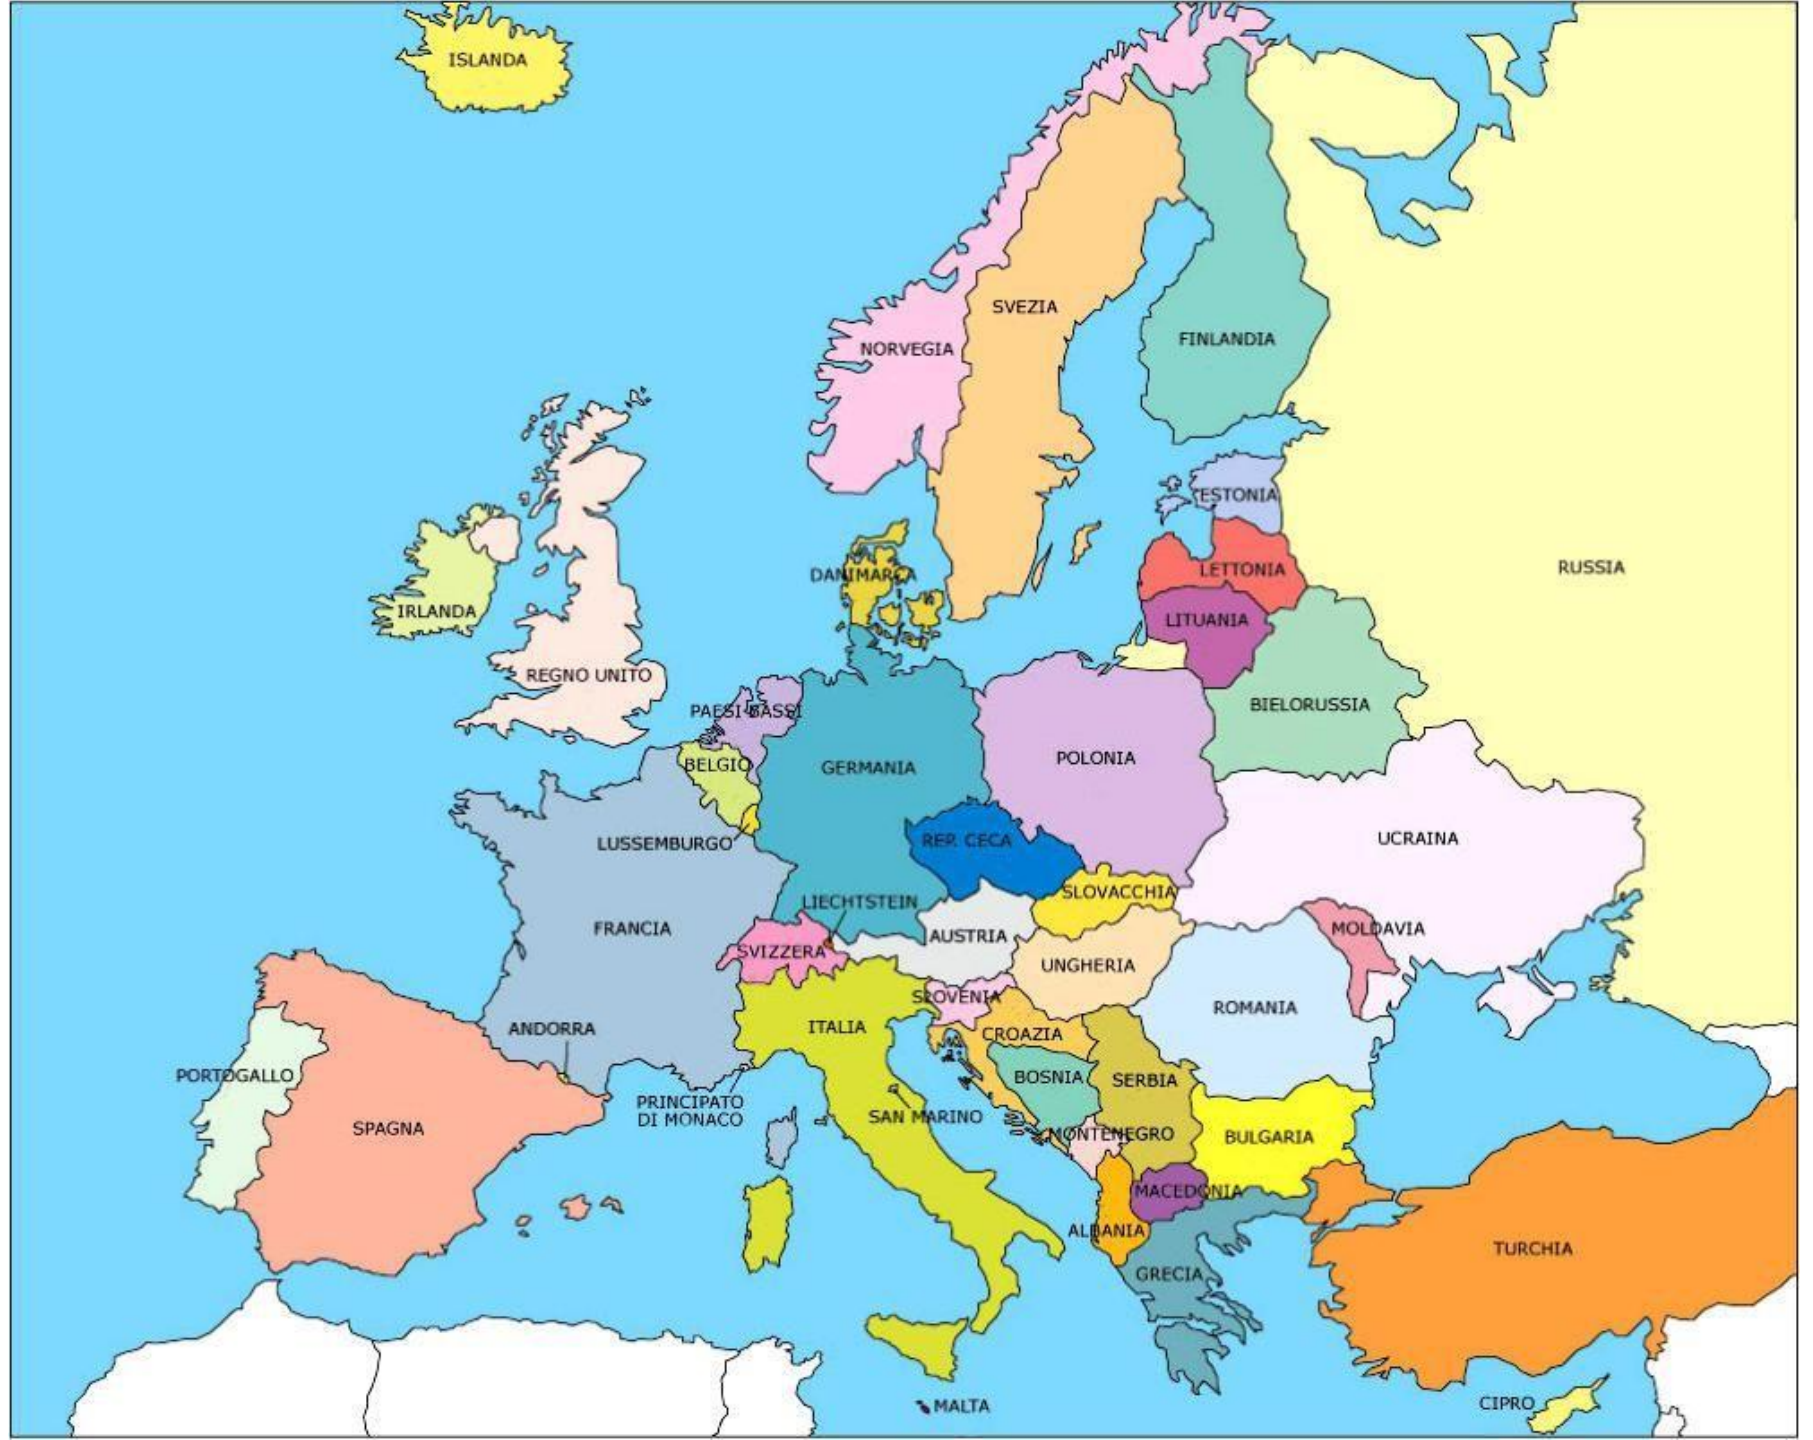 ISLANDA
SVEZIA
FINLANDIA
NORVEGIA
ESTONIA
RUSSIA
LETTONIA
DANIMARCA
IRLANDA
LITUANIA
REGNO UNITO
BIELORUSSIA
PAESI BASSI
POLONIA
BELGIO
GERMANIA
UCRAINA
REP. CECA
LUSSEMBURGO
SLOVACCHIA
LIECHTSTEIN
FRANCIA
MOLDAVIA
AUSTRIA
SVIZZERA
UNGHERIA
SLOVENIA
ROMANIA
ANDORRA
ITALIA
CROAZIA
PORTOGALLO
BOSNIA
SERBIA
PRINCIPATO
DI MONACO
SAN MARINO
SPAGNA
MONTENEGRO
BULGARIA
MACEDONIA
ALBANIA
TURCHIA
GRECIA
CIPRO
MALTA